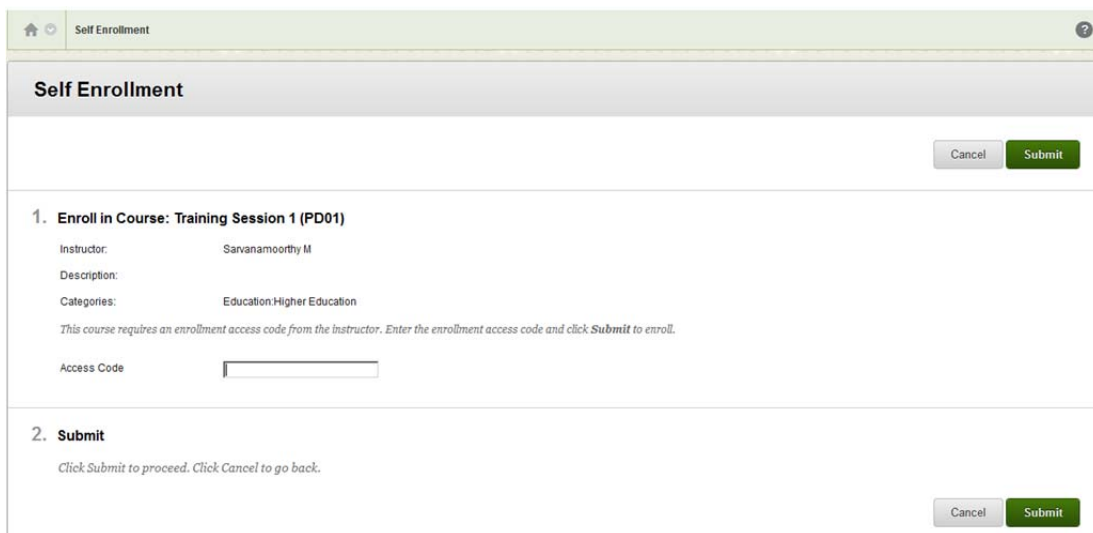 Self Enrollment
?
Self Enrollment
Cancel Submit
1. Enroll in Course: Training Session 1 (PD01)
Instructor: Sarvanamoorthy M
Description:
Categories: Education:Higher Education
This course requires an enrollment access code from the instructor. Enter the enrollment access code and click Submit to enroll.
Access Code
2. Submit
Click Submit to proceed. Click Cancel to go back.
Cancel Submit